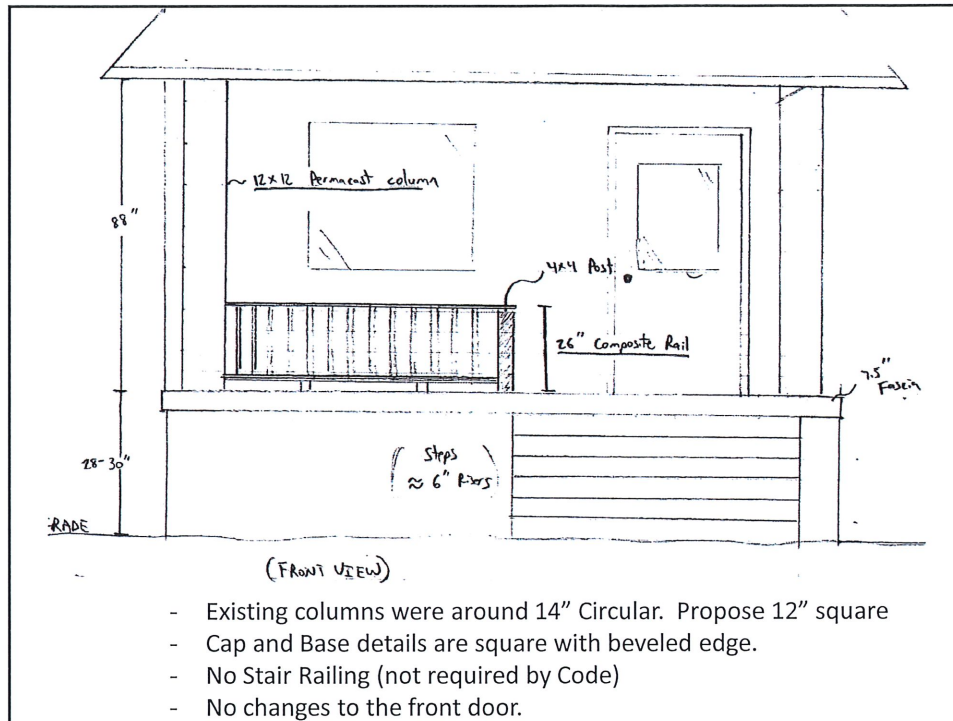 12x12 Permacast column
88"
4x4 Post
26" Composite Rail
7.5"
Fascia
28-30"
( Steps
≈ 6" Risers )
RADE
(FRONT VIEW)
- Existing columns were around 14” Circular. Propose 12” square
- Cap and Base details are square with beveled edge.
- No Stair Railing (not required by Code)
- No changes to the front door.